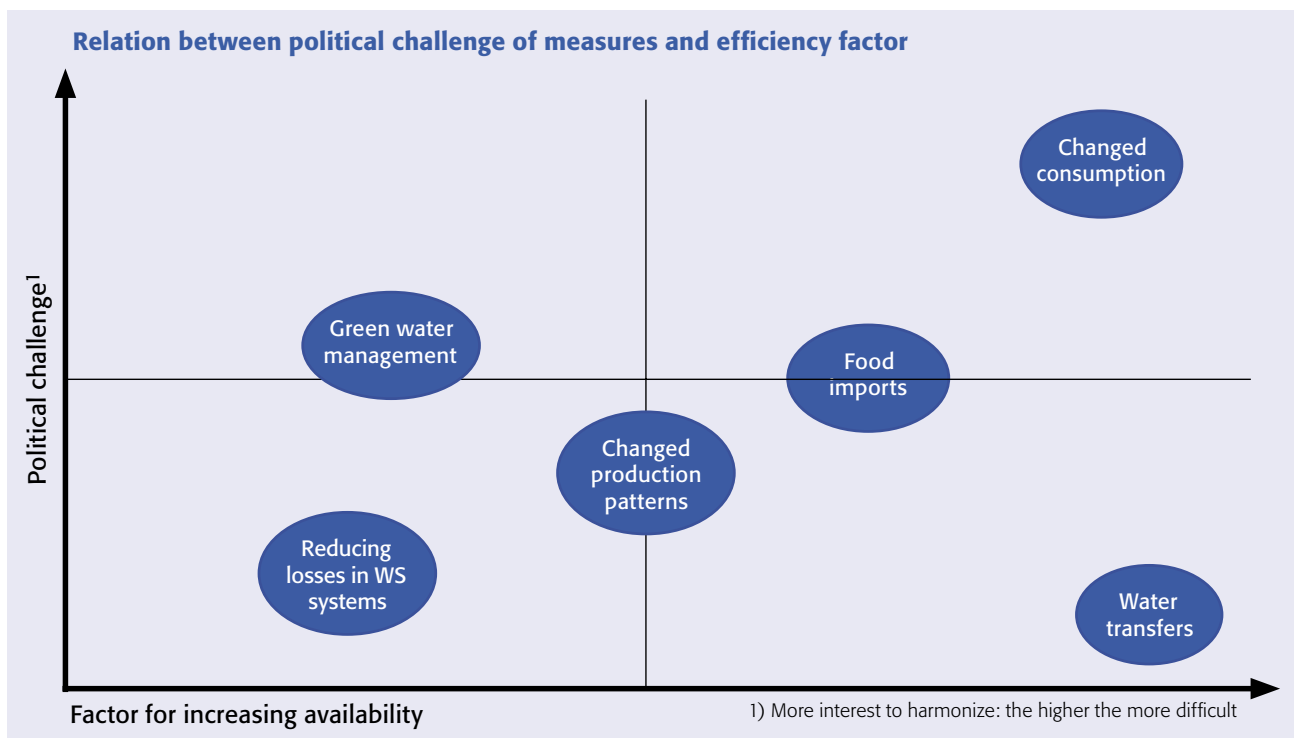 Relation between political challenge of measures and efficiency factor
Changed
consumption
Green water
management
Food
imports
Changed
production
patterns
Reducing
losses in WS
systems
Water
transfers
Political challenge¹
Factor for increasing availability
1) More interest to harmonize: the higher the more difficult